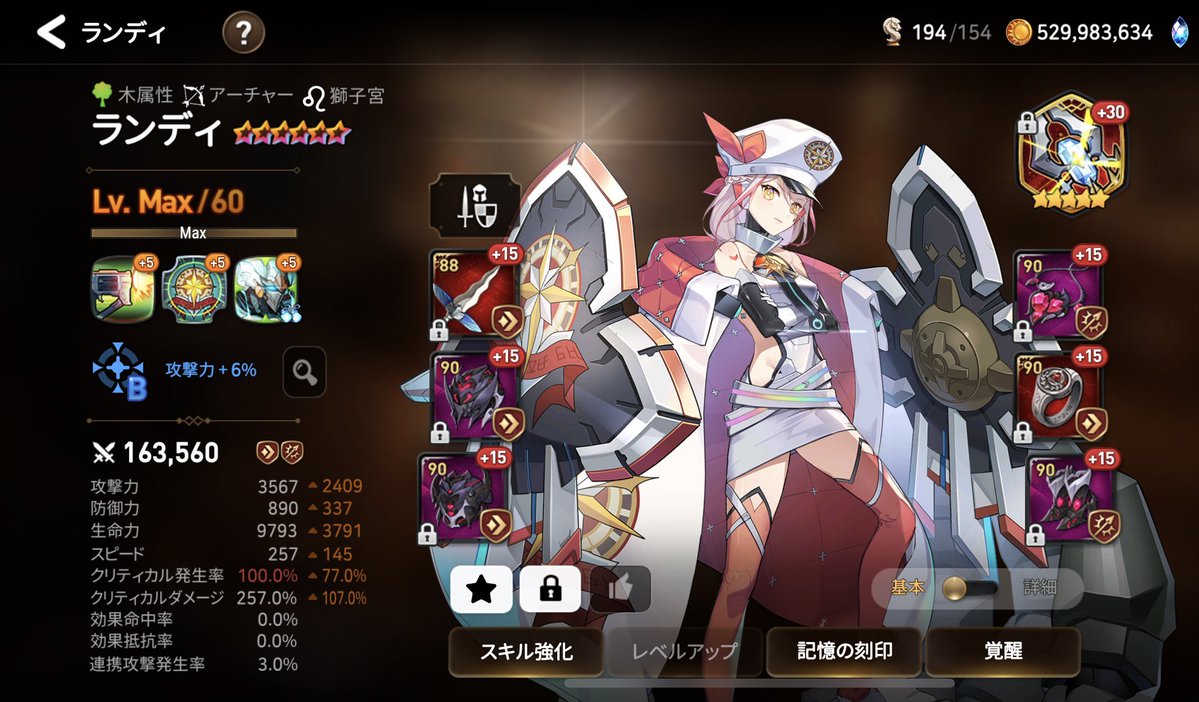 ランディ
?
194/154
529,983,634
木属性 アーチャー 獅子宮
ランディ
Lv. Max/60
Max
+5 +5 +5
B
攻撃力+6%
163,560
攻撃力 3567 2409
防御力 890 337
生命力 9793 3791
スピード 257 145
クリティカル発生率 100.0% 77.0%
クリティカルダメージ 257.0% 107.0%
効果命中率 0.0%
効果抵抗率 0.0%
連携攻撃発生率 3.0%
88 +15
90 +15
90 +15
+30
90 +15
90 +15
90 +15
基本 詳細
スキル強化
レベルアップ
記憶の刻印
覚醒